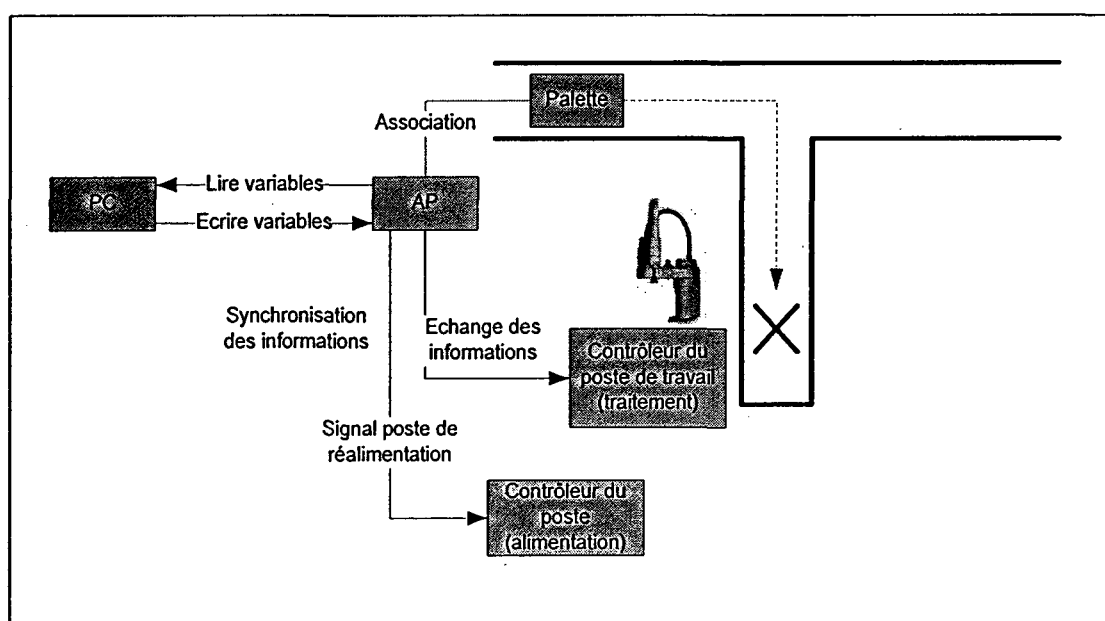 Palette
Association
PC
Lire variables
AP
Ecrire variables
Synchronisation
des informations
Echange des
informations
Contrôleur du
poste de travail
(traitement)
Signal poste de
réalimentation
Contrôleur du
poste
(alimentation)